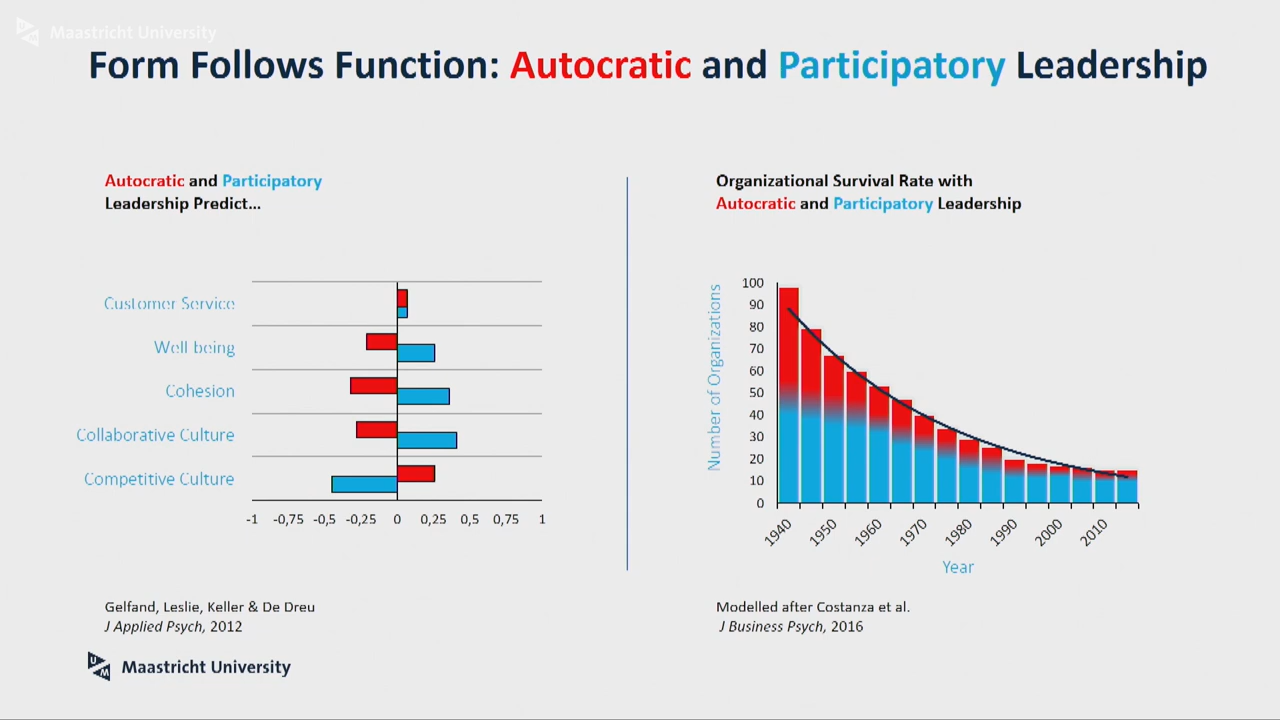 Maastricht University
Form Follows Function: Autocratic and Participatory Leadership
Autocratic and Participatory
Leadership Predict...
Customer Service
Well being
Cohesion
Collaborative Culture
Competitive Culture
-1 -0,75 -0,5 -0,25 0 0,25 0,5 0,75 1
Gelfand, Leslie, Keller & De Dreu
J Applied Psych, 2012
Organizational Survival Rate with
Autocratic and Participatory Leadership
Number of Organizations
100
90
80
70
60
50
40
30
20
10
0
1940 1950 1960 1970 1980 1990 2000 2010
Year
Modelled after Costanza et al.
J Business Psych, 2016
UM Maastricht University